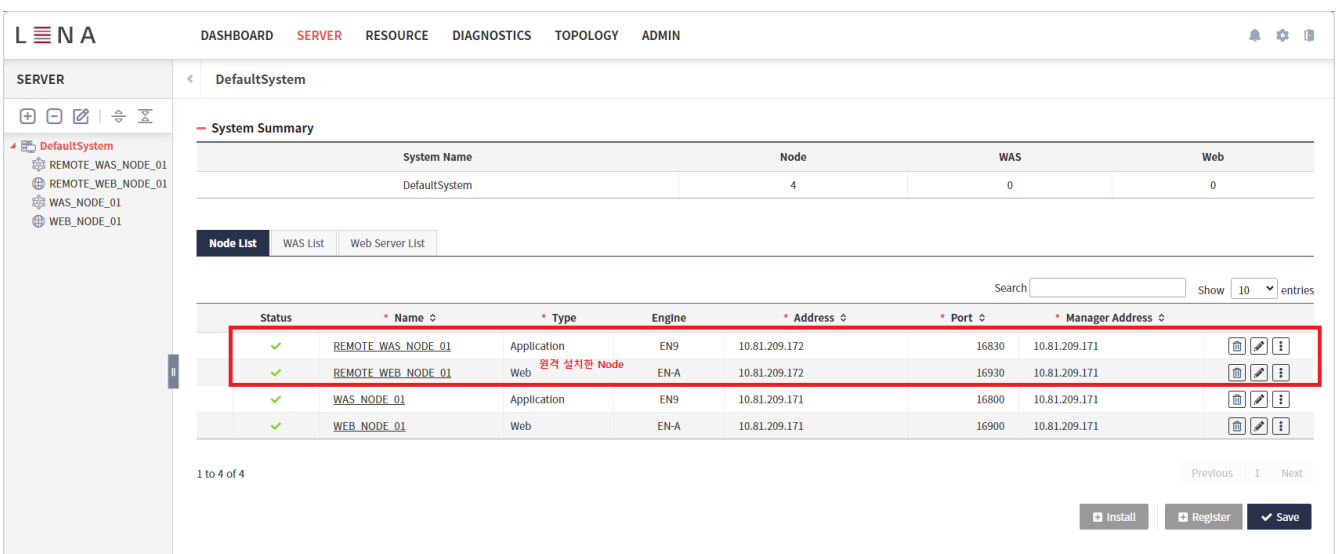 LENA
DASHBOARD SERVER RESOURCE DIAGNOSTICS TOPOLOGY ADMIN
SERVER
DefaultSystem
DefaultSystem
REMOTE_WAS_NODE_01
REMOTE_WEB_NODE_01
WAS_NODE_01
WEB_NODE_01
System Summary
System Name Node WAS Web
DefaultSystem 4 0 0
Node List WAS List Web Server List
Search Show 10 entries
Status * Name * Type Engine * Address * Port * Manager Address
REMOTE_WAS_NODE_01 Application EN9 10.81.209.172 16830 10.81.209.171
원격 설치한 Node
REMOTE_WEB_NODE_01 Web EN-A 10.81.209.172 16930 10.81.209.171
WAS_NODE_01 Application EN9 10.81.209.171 16800 10.81.209.171
WEB_NODE_01 Web EN-A 10.81.209.171 16900 10.81.209.171
1 to 4 of 4
Previous 1 Next
Install Register Save